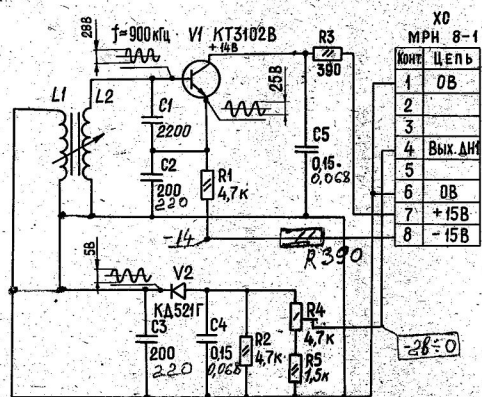 28В
f≈900кГц
V1 КТ3102В
+14В
R3
390
ХС
МРН 8-1
Конт. Цепь
1 0В
2
3
4 Вых.ДНЧ
5
6 0В
7 +15В
8 -15В
L1
L2
C1
2200
25В
C2
200
220
R1
4,7к
C5
0,15
0,068
-14
R390
5В
V2
КД521Г
C3
200
220
C4
0,15
0,068
R2
4,7к
R4
4,7к
R5
1,5к
-2В÷0